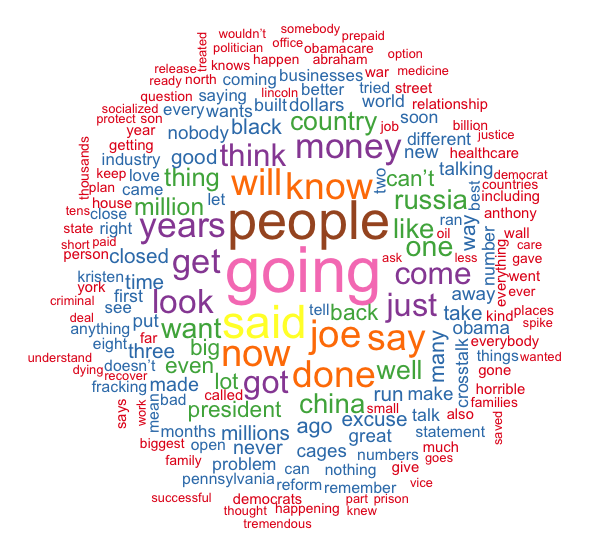 somebody
wouldn't office prepaid
politician obamacare option
treated knows happen abraham medicine
release north coming businesses war
ready lincoln better tried street
question saying built dollars world relationship
socialized every wants
protect son nobody black country job soon billion
year different new justice
getting industry good think money healthcare
thousands keep love thing will know two can't talking democrat
plan came let russia best countries
house million people like way including
tens close years ran anthony
state right one number wall
short paid closed get going oil everything care
person ask less come gave
kristen time away went
york first look said tell just ever
criminal see back take kind places
deal put want obama spike
anything joe say many everybody
eight three big now well crosstalk things wanted
far
understand doesn't even gone
dying recover made lot got done run make horrible
fracking bad called china small families
mean president excuse talk also
says work months millions ago great statement saved
biggest open never cages numbers much
family problem can nothing give goes
pennsylvania reform remember vice
successful democrats part prison
thought happening knew
tremendous